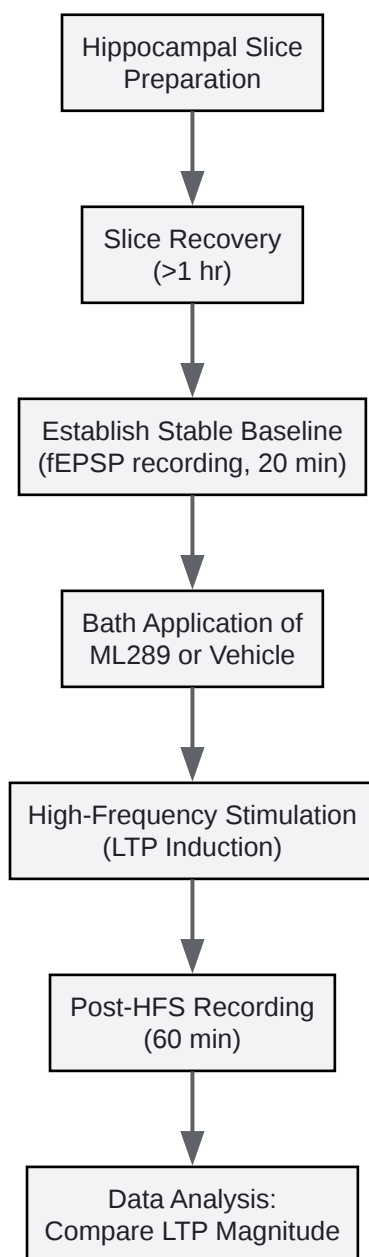 Hippocampal Slice
Preparation
Slice Recovery
(>1 hr)
Establish Stable Baseline
(fEPSP recording, 20 min)
Bath Application of
ML289 or Vehicle
High-Frequency Stimulation
(LTP Induction)
Post-HFS Recording
(60 min)
Data Analysis:
Compare LTP Magnitude